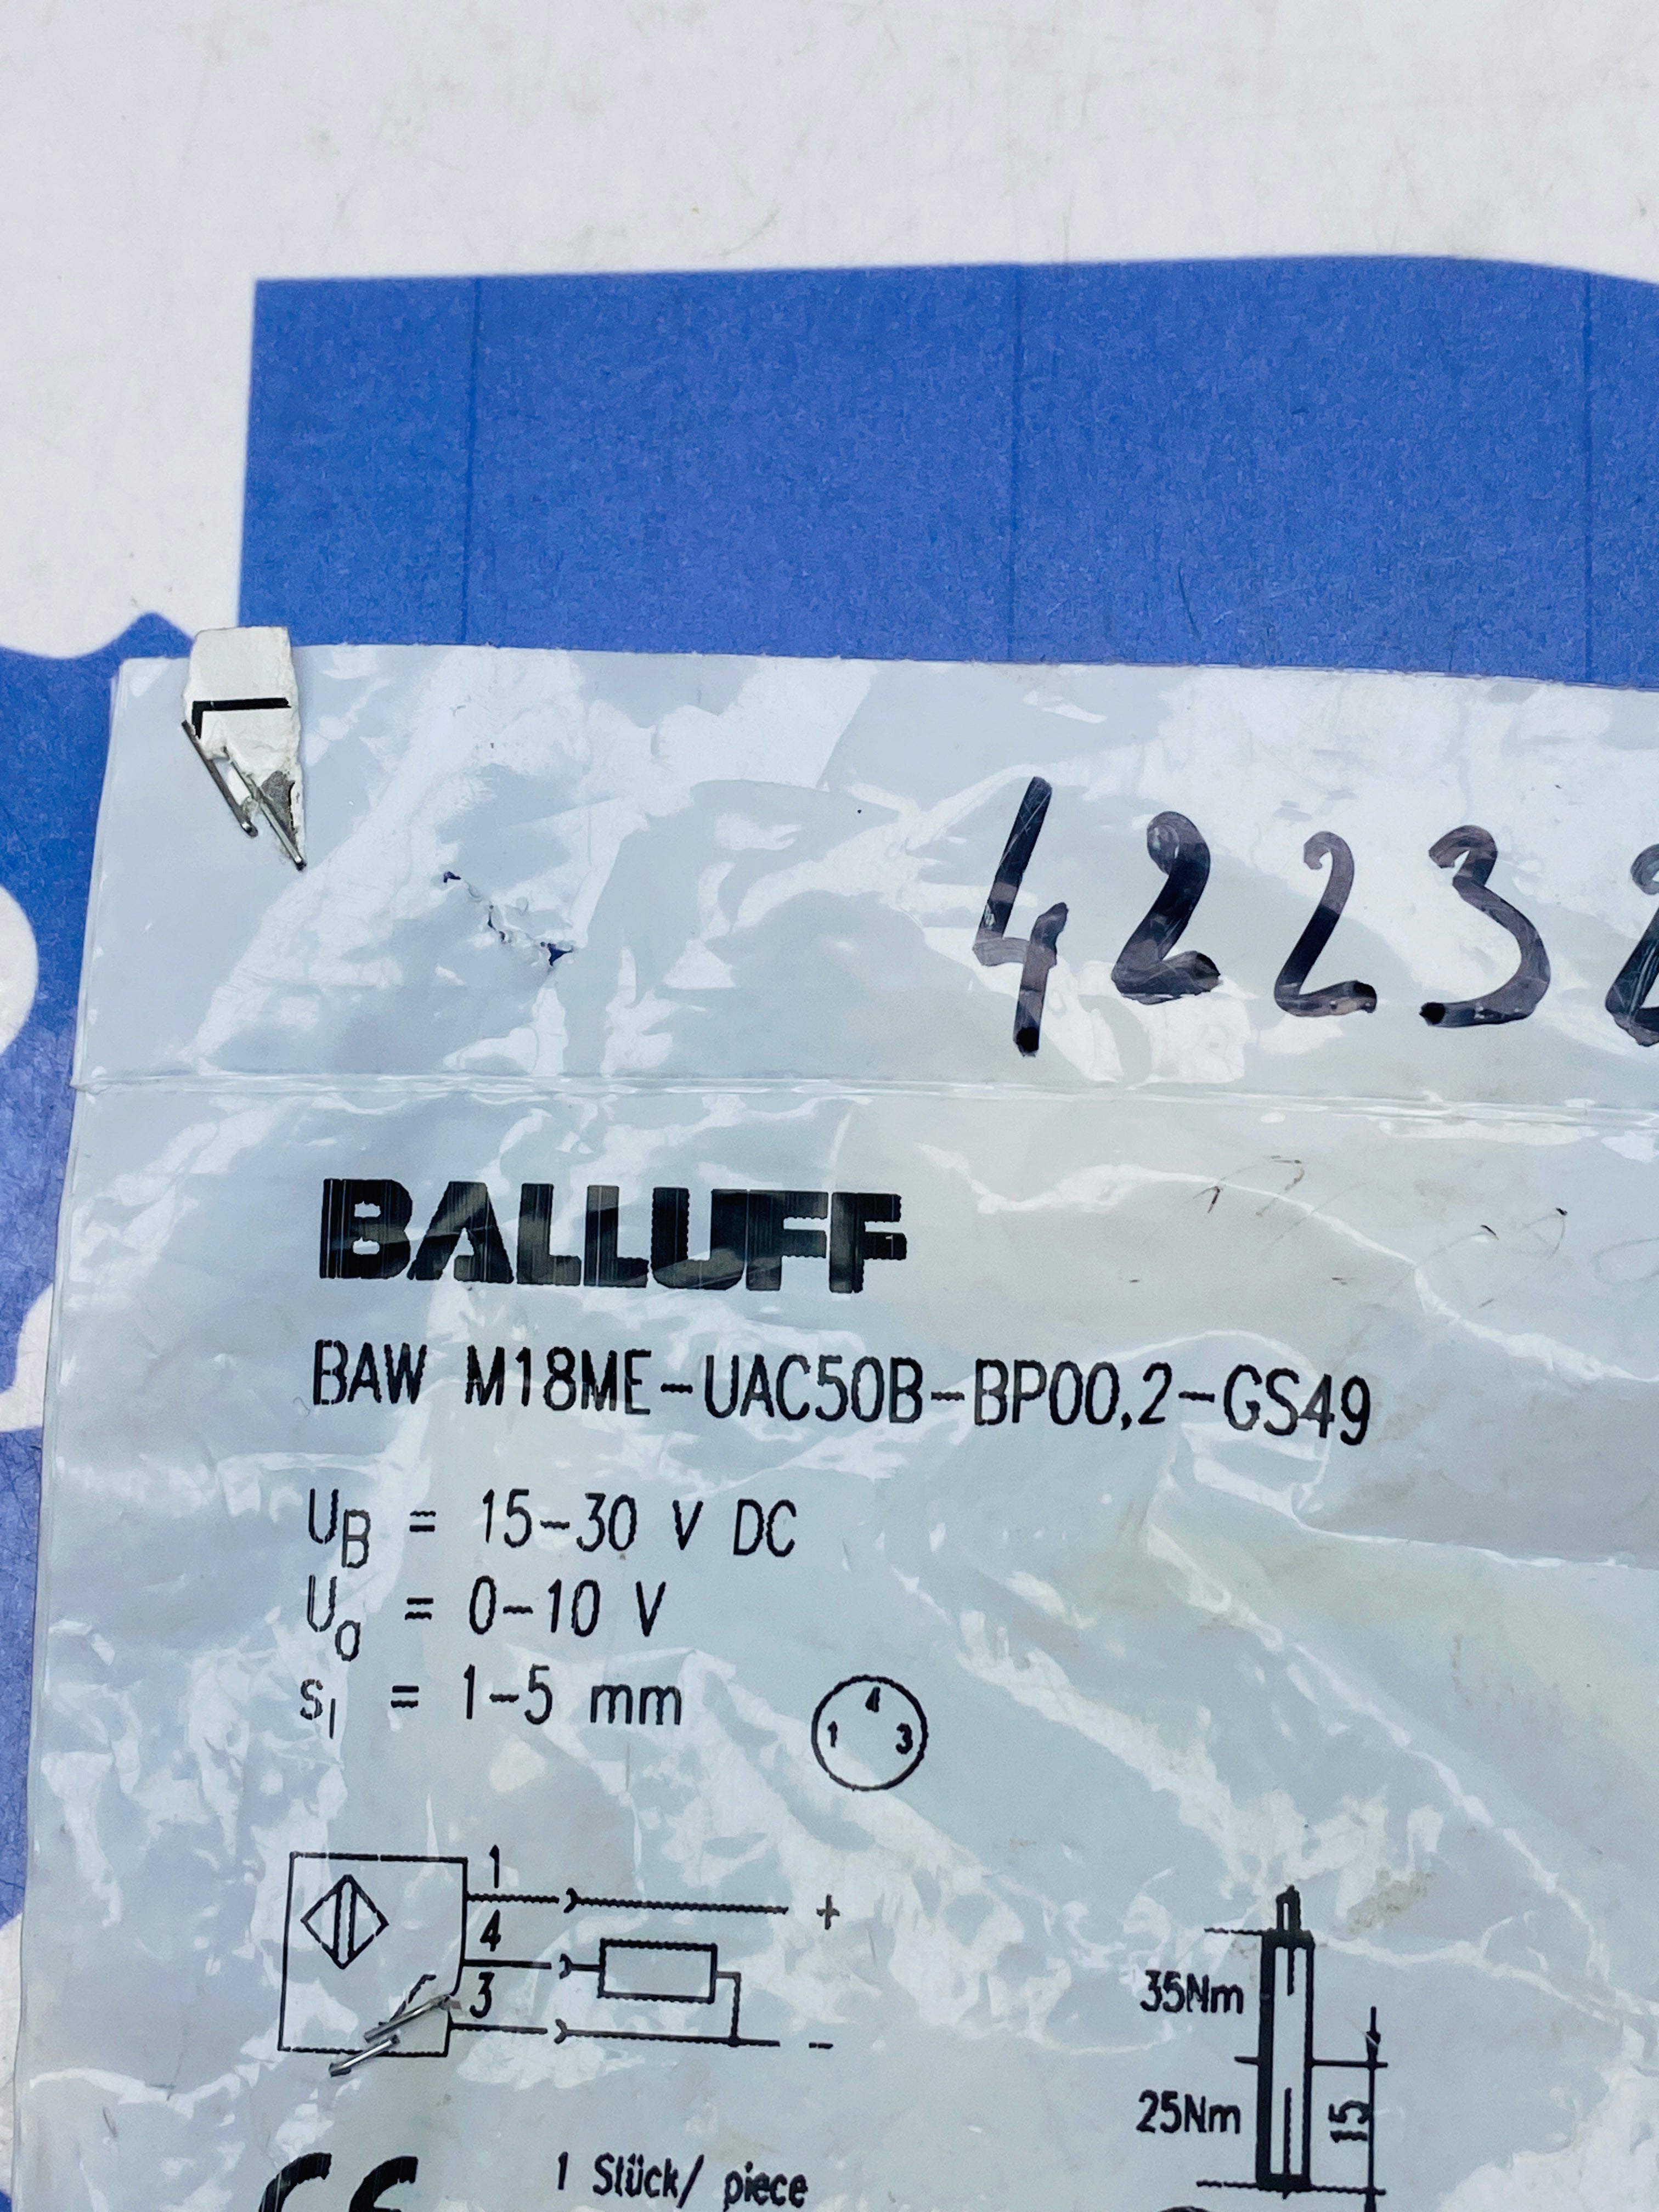 4223
BALLUFF
BAW M18ME-UAC50B-BP00,2-GS49
UB = 15-30 V DC
Uo = 0-10 V
sl = 1-5 mm
4
1 3
1
+
4
3
-
35Nm
25Nm
15
CE
1 Stück/ piece